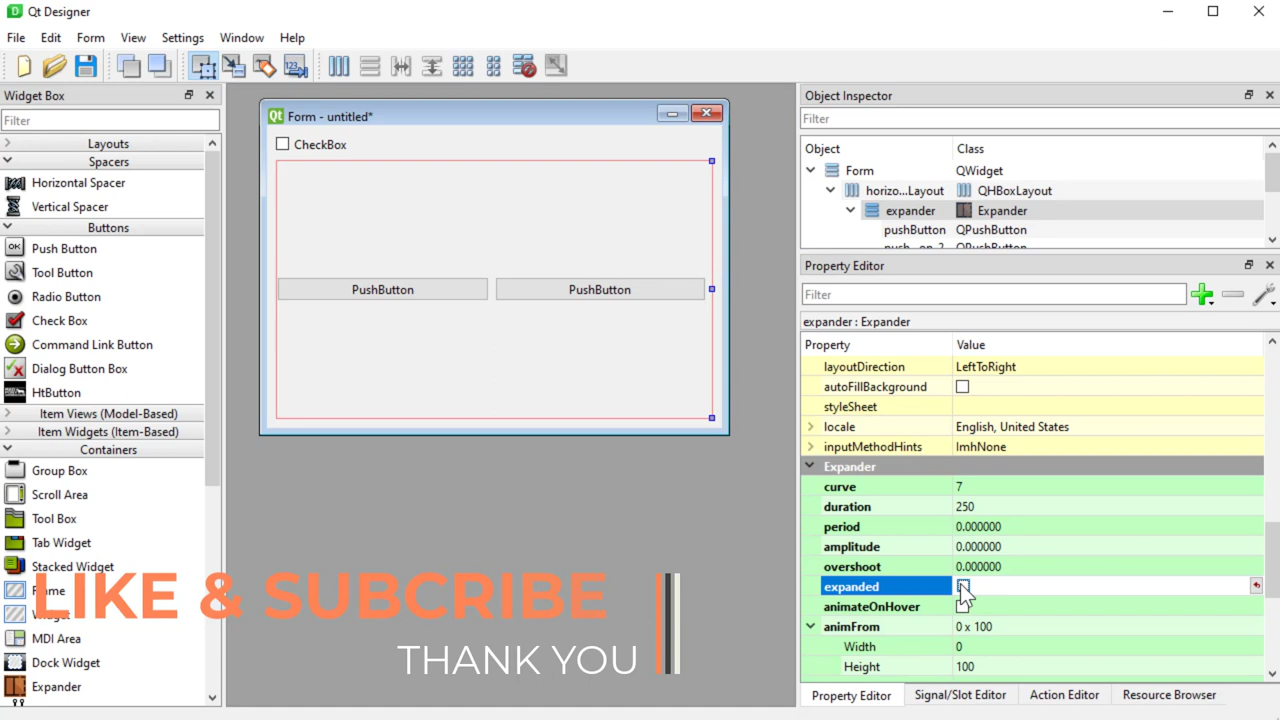 Qt Designer
File Edit Form View Settings Window Help
Widget Box
Filter
Layouts
Spacers
Horizontal Spacer
Vertical Spacer
Buttons
Push Button
Tool Button
Radio Button
Check Box
Command Link Button
Dialog Button Box
HtButton
Item Views (Model-Based)
Item Widgets (Item-Based)
Containers
Group Box
Scroll Area
Tool Box
Tab Widget
Stacked Widget
MDI Area
Dock Widget
Expander
Qt Form - untitled*
CheckBox
PushButton PushButton
LIKE & SUBCRIBE
THANK YOU
Object Inspector
Filter
Object Class
Form QWidget
horizo...Layout QHBoxLayout
expander Expander
pushButton QPushButton
Property Editor
Filter
expander : Expander
Property Value
layoutDirection LeftToRight
autoFillBackground
styleSheet
locale English, United States
inputMethodHints ImhNone
Expander
curve 7
duration 250
period 0.000000
amplitude 0.000000
overshoot 0.000000
expanded
animateOnHover
animFrom 0 x 100
Width 0
Height 100
Property Editor Signal/Slot Editor Action Editor Resource Browser